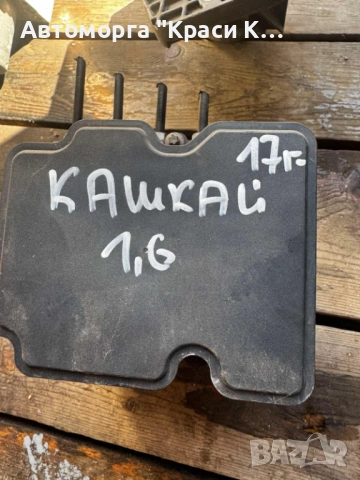 Автоморга "Краси К...
17г.
КАШКАЙ
1,6
BAZAR